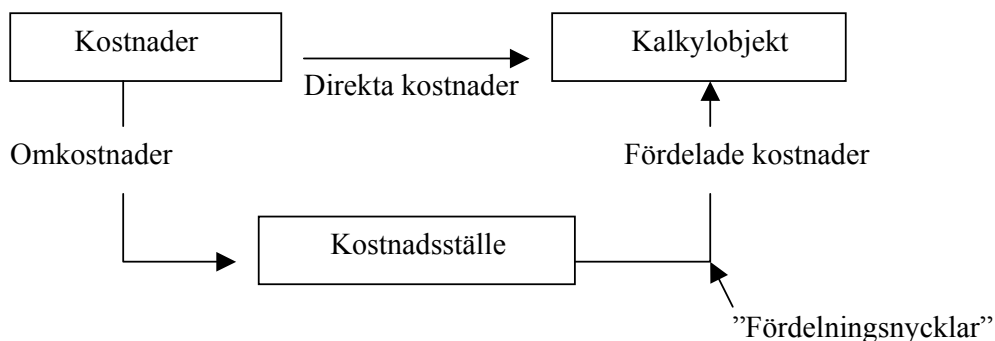 Kostnader
Kalkylobjekt
Direkta kostnader
Omkostnader
Fördelade kostnader
Kostnadsställe
”Fördelningsnycklar”